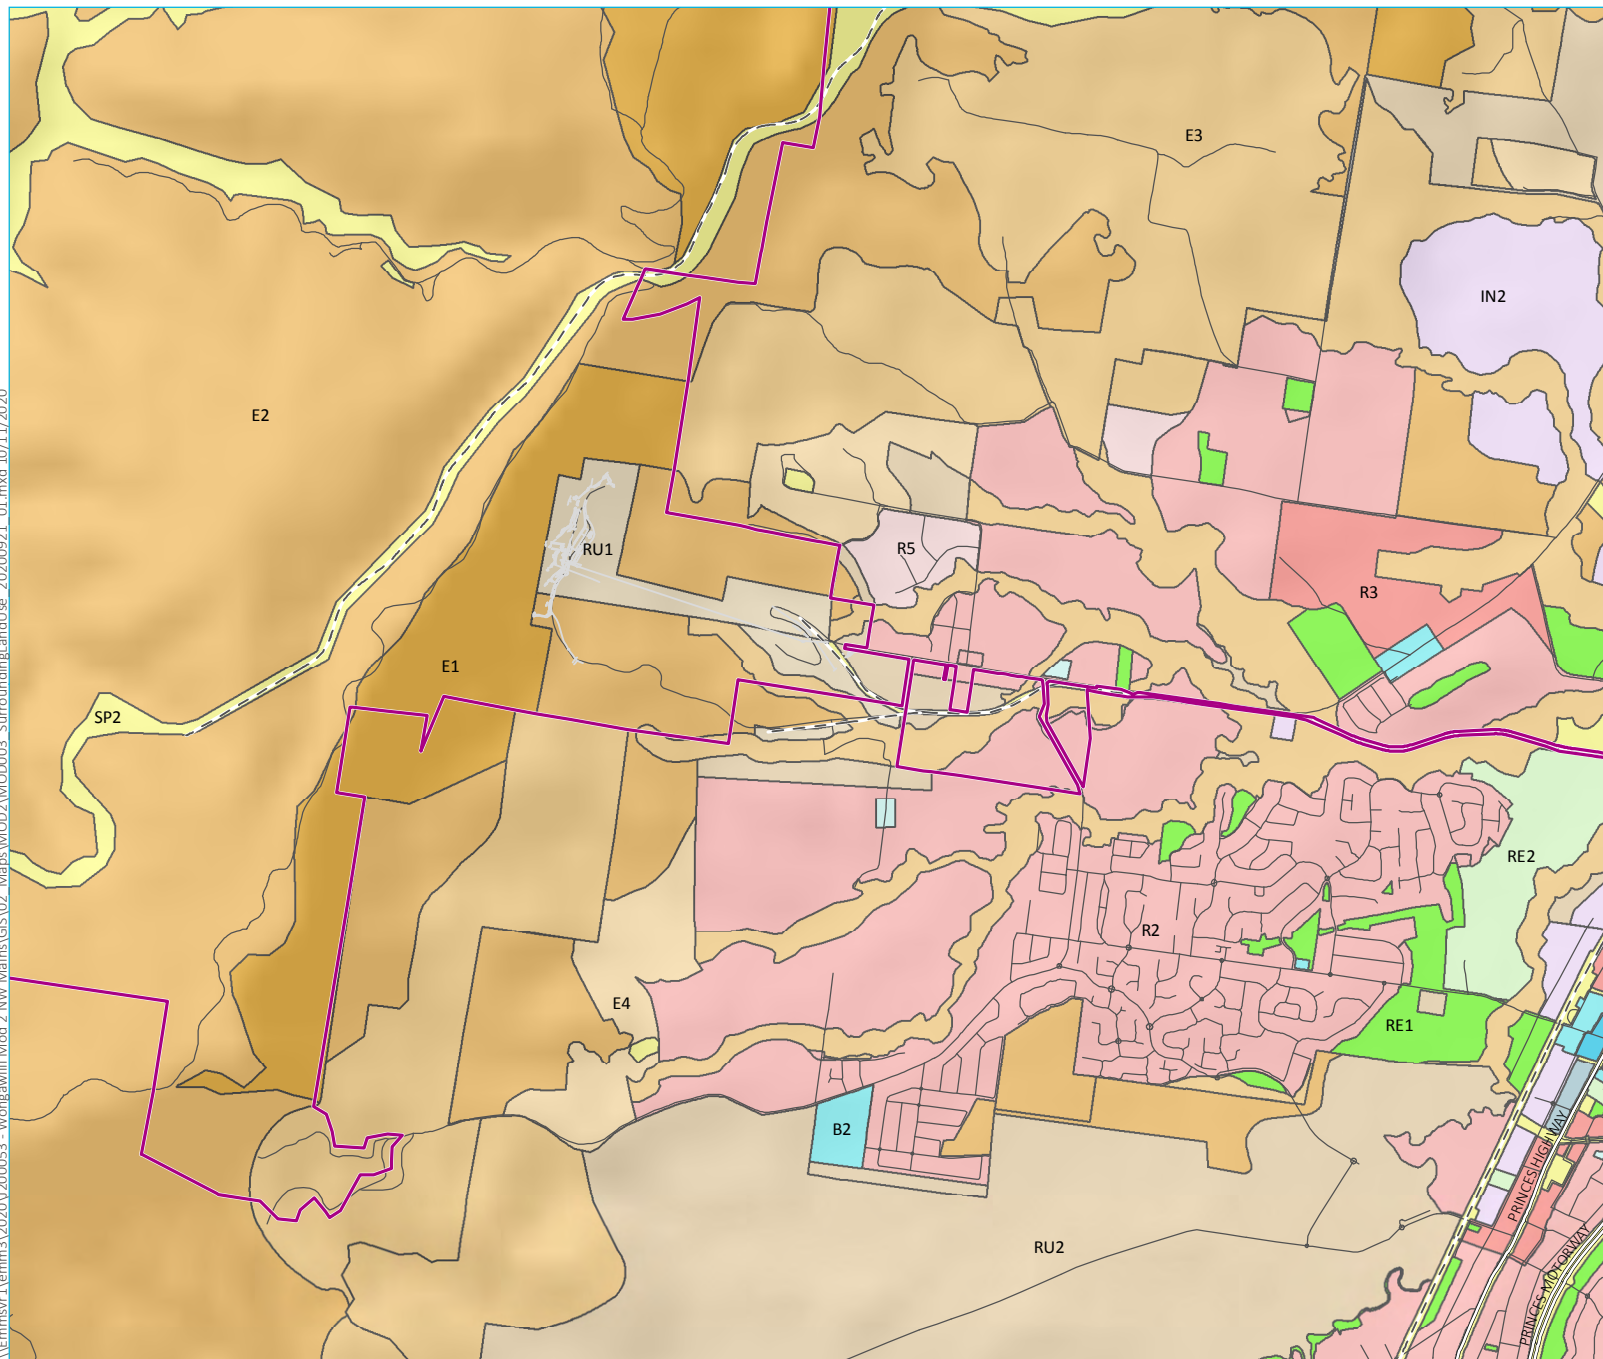 E3
IN2
E2
RU1
R5
R3
E1
SP2
RE2
R2
E4
RE1
B2
RU2
PRINCES HIGHWAY
PRINCES MOTORWAY